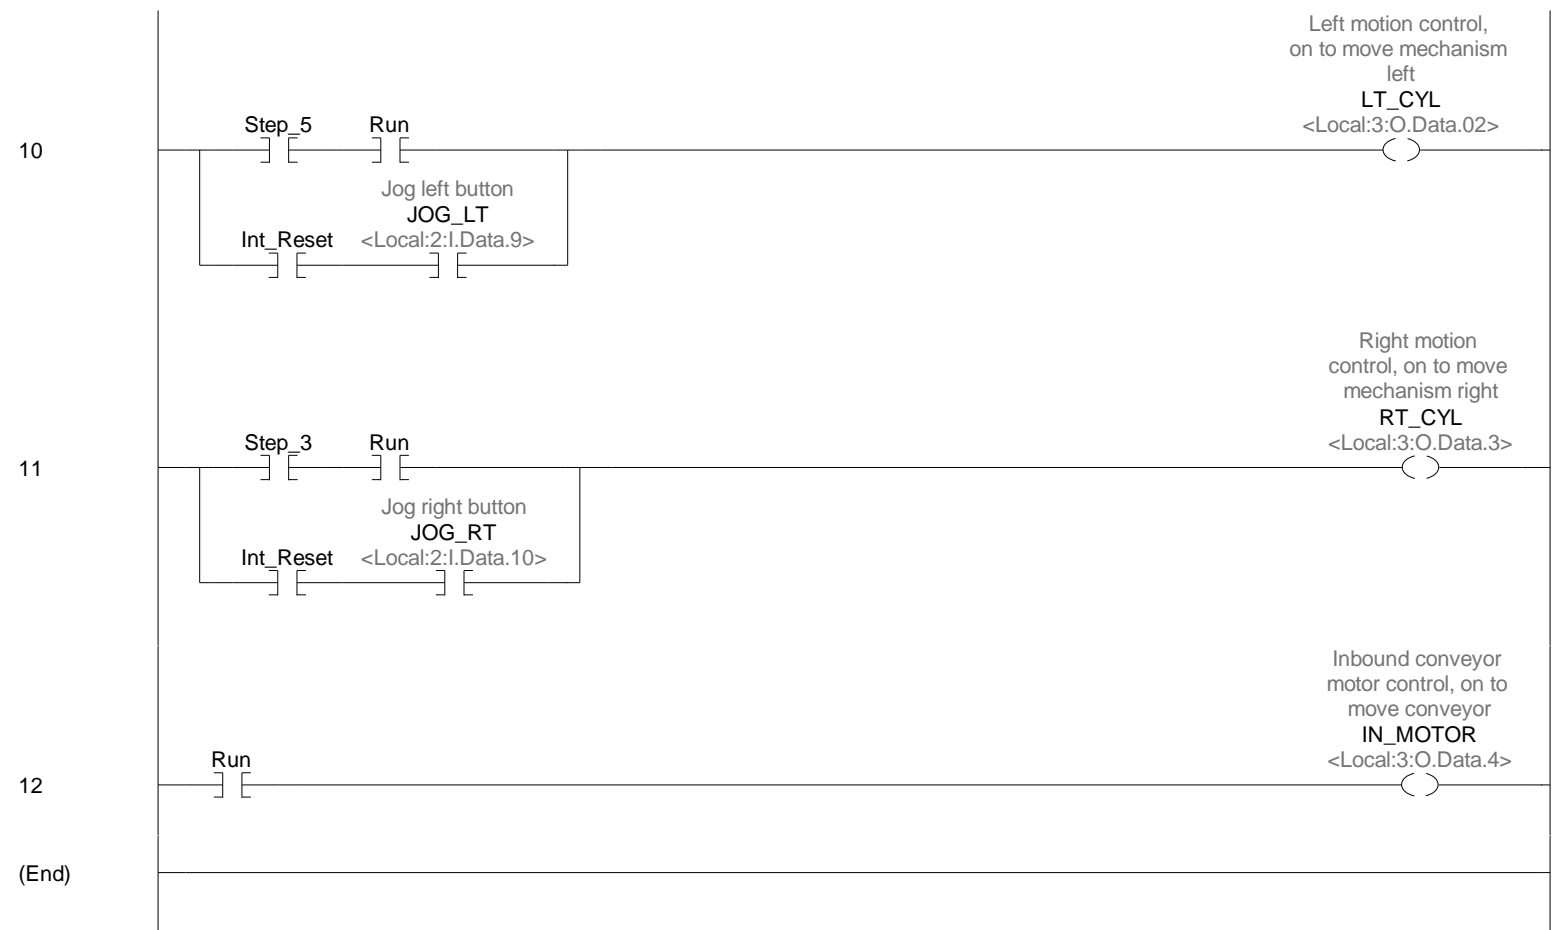 Left motion control,
on to move mechanism
left
LT_CYL
<Local:3:O.Data.02>
Step_5 Run
10
Jog left button
JOG_LT
Int_Reset <Local:2:I.Data.9>
Right motion
control, on to move
mechanism right
RT_CYL
<Local:3:O.Data.3>
Step_3 Run
11
Jog right button
JOG_RT
Int_Reset <Local:2:I.Data.10>
Inbound conveyor
motor control, on to
move conveyor
IN_MOTOR
<Local:3:O.Data.4>
Run
12
(End)